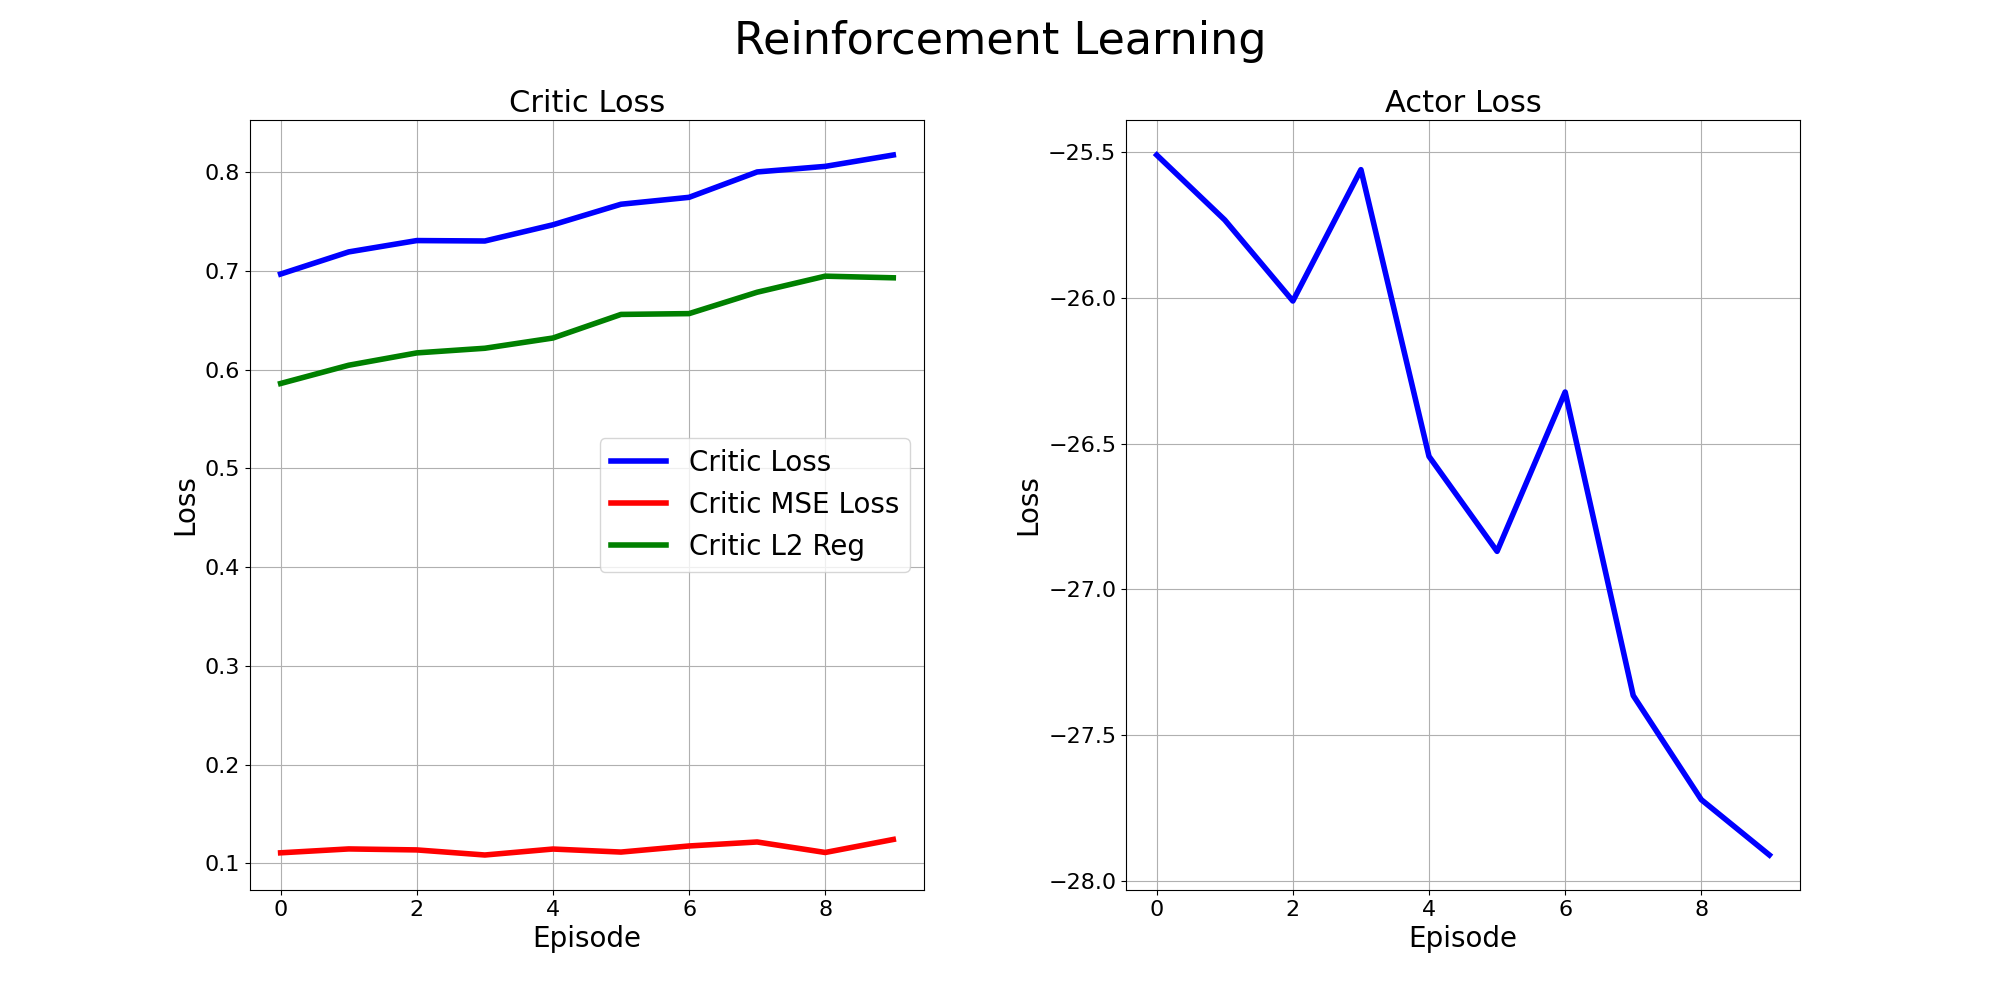 Reinforcement Learning
Critic Loss
0.8
0.7
0.6
0.5
0.4
0.3
0.2
0.1
Loss
Critic Loss
Critic MSE Loss
Critic L2 Reg
0 2 4 6 8
Episode
Actor Loss
−25.5
−26.0
−26.5
−27.0
−27.5
−28.0
Loss
0 2 4 6 8
Episode